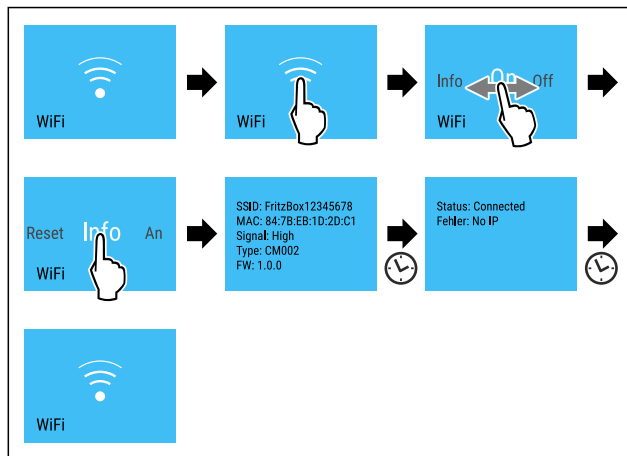 WiFi
WiFi
Info On Off
WiFi
Reset Info An
WiFi
SSID: FritzBox12345678
MAC: 84:7B:EB:1D:2D:C1
Signal: High
Type: CM002
FW: 1.0.0
Status: Connected
Fehler: No IP
WiFi